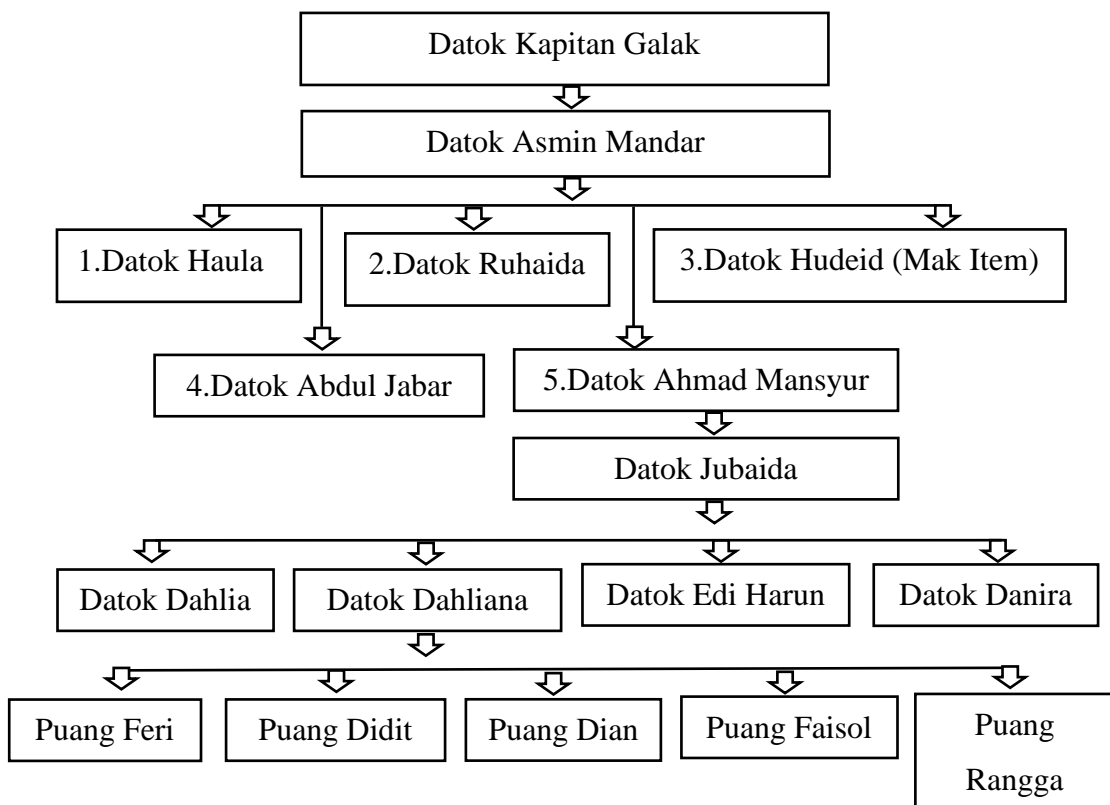 Datok Kapitan Galak
Datok Asmin Mandar
1.Datok Haula
2.Datok Ruhaida
3.Datok Hudeid (Mak Item)
4.Datok Abdul Jabar
5.Datok Ahmad Mansyur
Datok Jubaida
Datok Dahlia
Datok Dahliana
Datok Edi Harun
Datok Danira
Puang Feri
Puang Didit
Puang Dian
Puang Faisol
Puang
Rangga